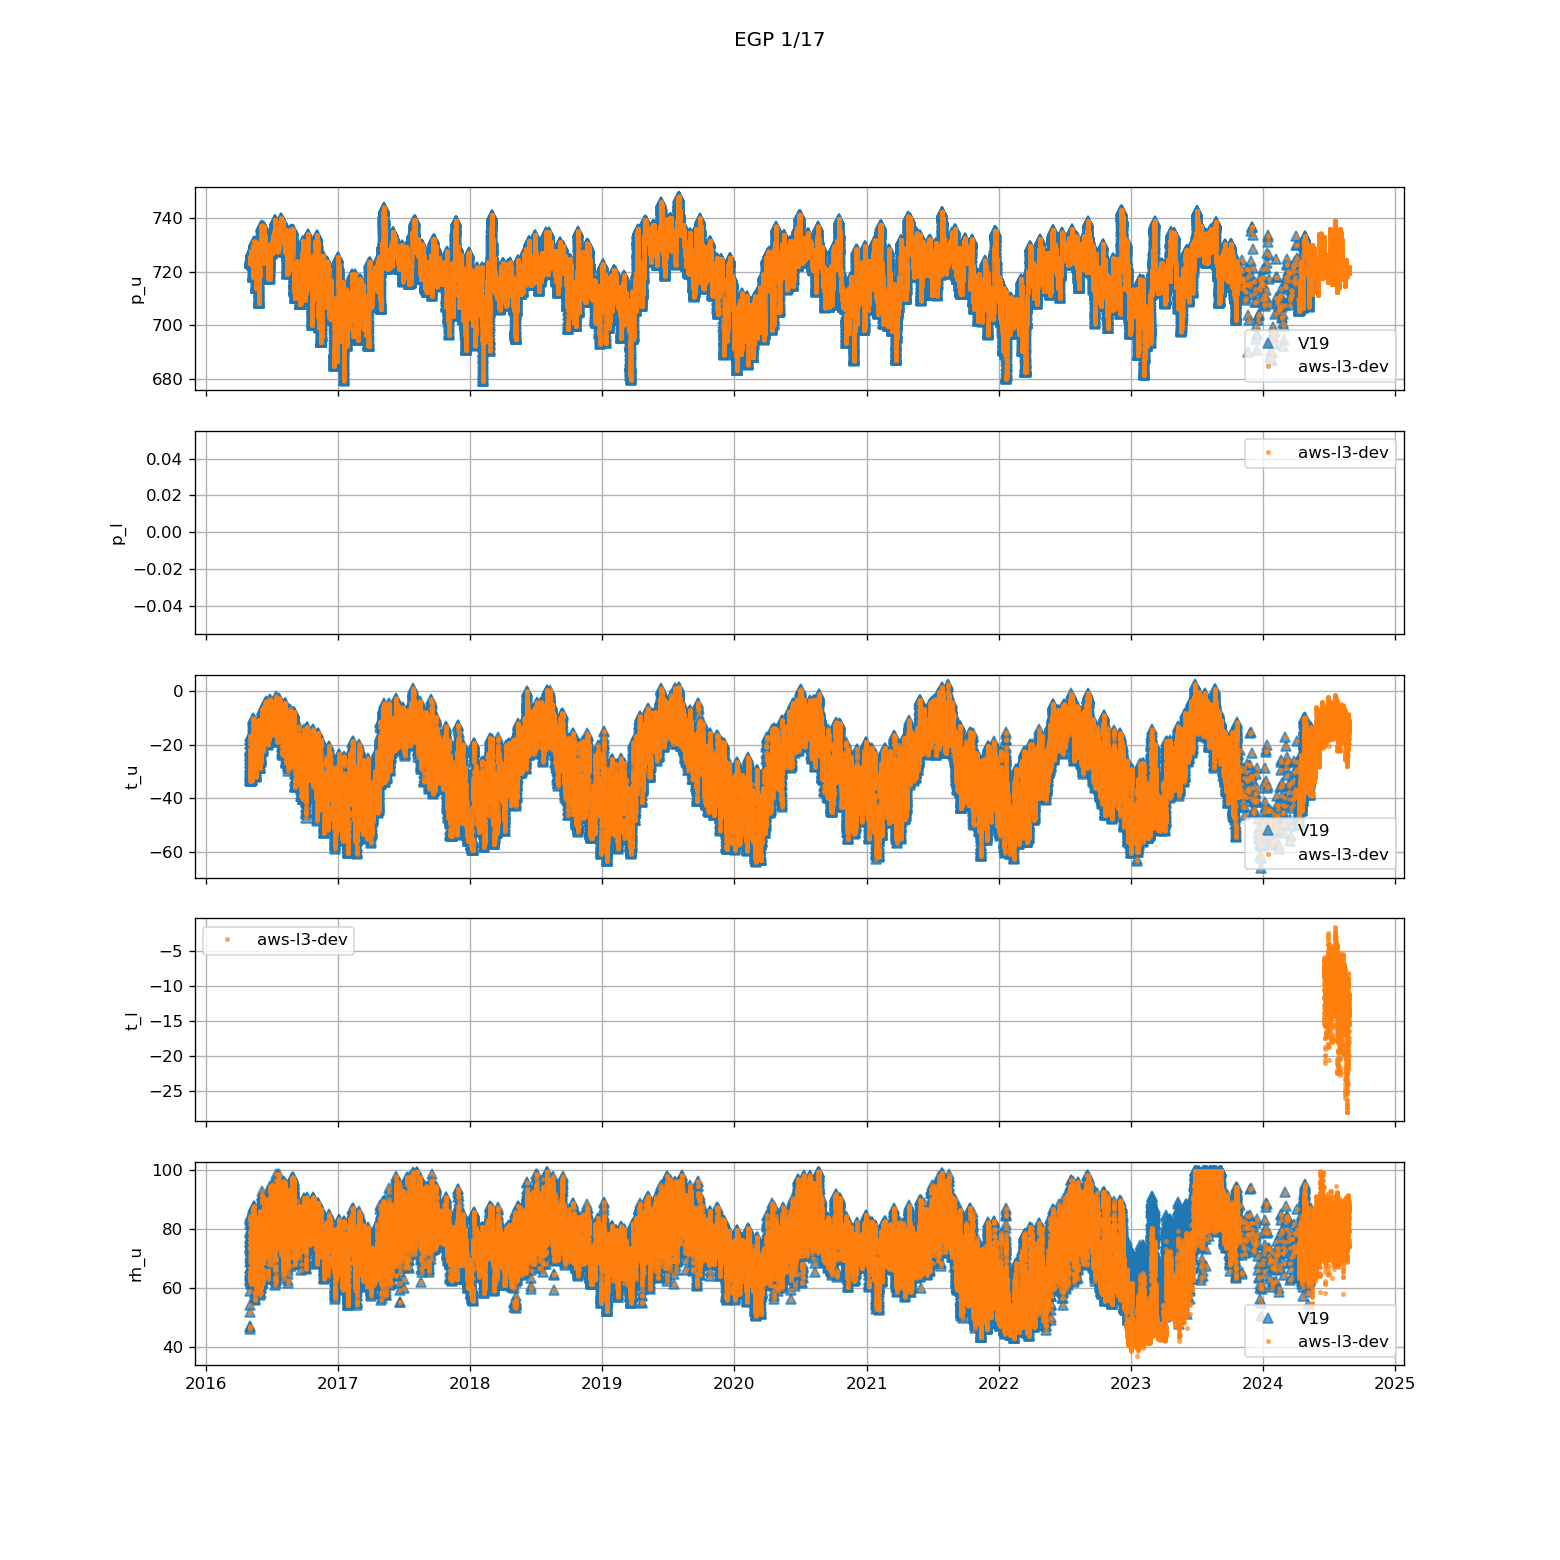 EGP 1/17
740
720
700
680
p_u
V19
aws-l3-dev
0.04
0.02
0.00
−0.02
−0.04
p_l
aws-l3-dev
0
−20
−40
−60
t_u
V19
aws-l3-dev
−5
−10
−15
−20
−25
t_l
aws-l3-dev
100
80
60
40
rh_u
V19
aws-l3-dev
2016 2017 2018 2019 2020 2021 2022 2023 2024 2025